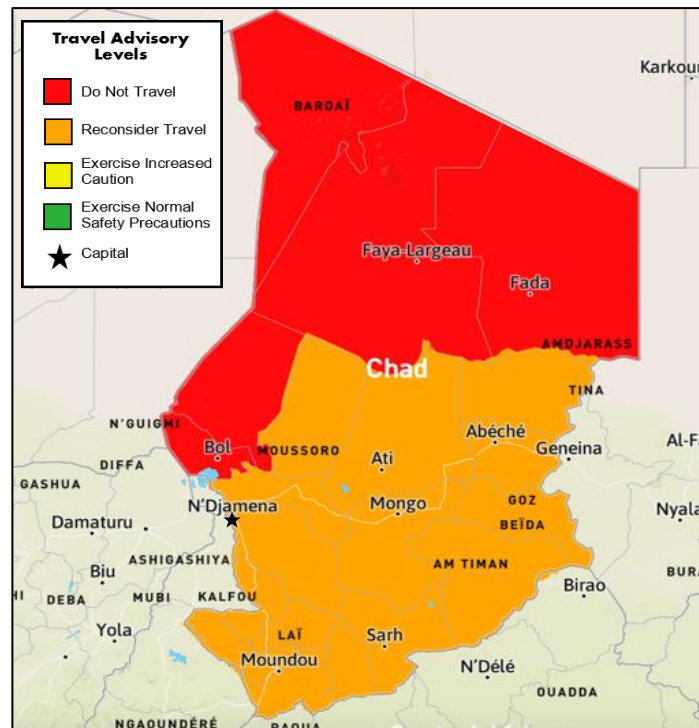 Travel Advisory
Levels
Do Not Travel
Reconsider Travel
Exercise Increased
Caution
Exercise Normal
Safety Precautions
Capital
Karkour
BARDAÏ
Faya-Largeau
Fada
AMDJARASS
Chad
TINA
N'GUIGMI
Bol
MOUSSORO
Abéché
Al-Fa
DIFFA
Ati
Geneina
GASHUA
N'Djamena
Mongo
GOZ
BEÏDA
Nyala
Damaturu
ASHIGASHIYA
AM TIMAN
Biu
BURA
HI
DEBA
MUBI
KALFOU
Birao
Yola
LAÏ
Sarh
Moundou
N'Délé
OUADDA
NGAOUNDÉRÉ